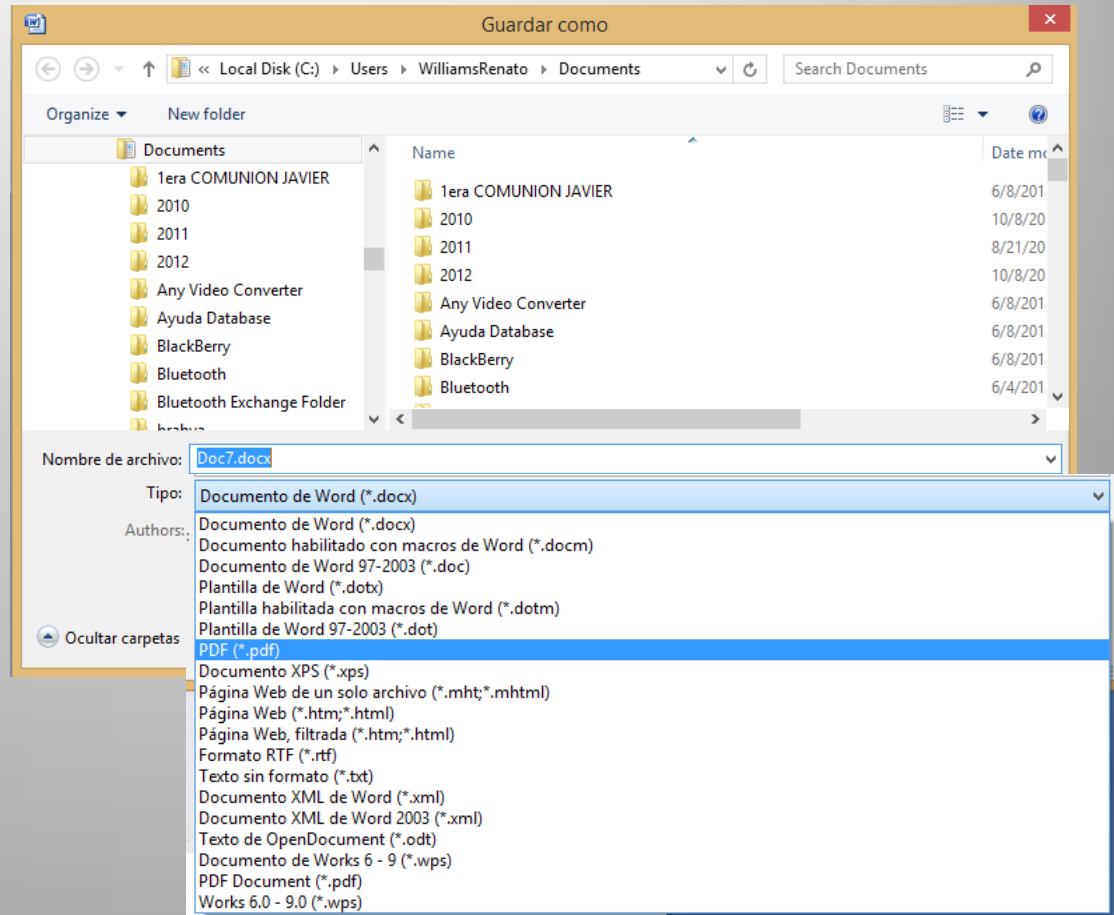 Guardar como
« Local Disk (C:) Users WilliamsRenato Documents Search Documents
Organize New folder
Documents
1era COMUNION JAVIER
2010
2011
2012
Any Video Converter
Ayuda Database
BlackBerry
Bluetooth
Bluetooth Exchange Folder
Name Date mo
1era COMUNION JAVIER 6/8/201
2010 10/8/20
2011 8/21/20
2012 10/8/20
Any Video Converter 6/8/201
Ayuda Database 6/8/201
BlackBerry 6/8/201
Bluetooth 6/4/201
Nombre de archivo: Doc7.docx
Tipo: Documento de Word (*.docx)
Authors:
Documento de Word (*.docx)
Documento habilitado con macros de Word (*.docm)
Documento de Word 97-2003 (*.doc)
Plantilla de Word (*.dotx)
Plantilla habilitada con macros de Word (*.dotm)
Plantilla de Word 97-2003 (*.dot)
PDF (*.pdf)
Documento XPS (*.xps)
Página Web de un solo archivo (*.mht;*.mhtml)
Página Web (*.htm;*.html)
Página Web, filtrada (*.htm;*.html)
Formato RTF (*.rtf)
Texto sin formato (*.txt)
Documento XML de Word (*.xml)
Documento XML de Word 2003 (*.xml)
Texto de OpenDocument (*.odt)
Documento de Works 6 - 9 (*.wps)
PDF Document (*.pdf)
Works 6.0 - 9.0 (*.wps)
Ocultar carpetas